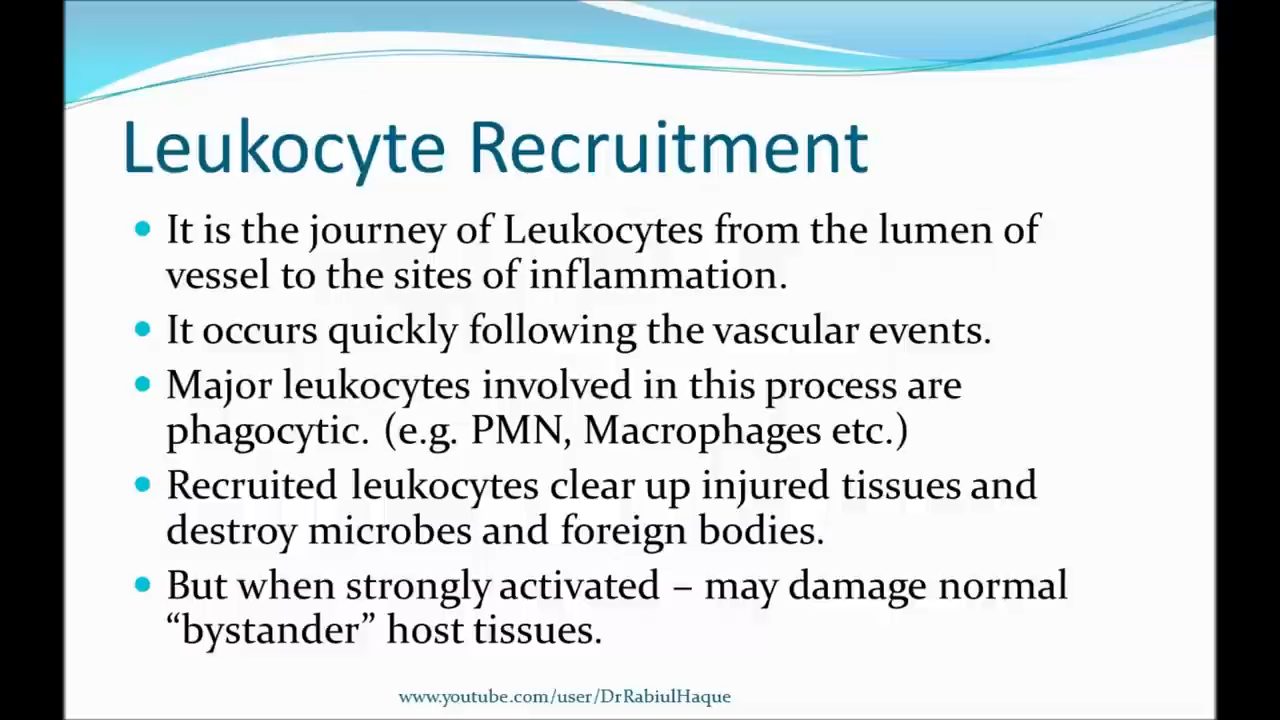 Leukocyte Recruitment
• It is the journey of Leukocytes from the lumen of
vessel to the sites of inflammation.
• It occurs quickly following the vascular events.
• Major leukocytes involved in this process are
phagocytic. (e.g. PMN, Macrophages etc.)
• Recruited leukocytes clear up injured tissues and
destroy microbes and foreign bodies.
• But when strongly activated – may damage normal
“bystander” host tissues.
www.youtube.com/user/DrRabiulHaque